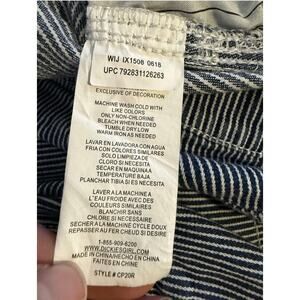 WIJ IX1508 0618
UPC 792831126263
EXCLUSIVE OF DECORATION
MACHINE WASH COLD WITH
LIKE COLORS
ONLY NON-CHLORINE
BLEACH WHEN NEEDED
TUMBLE DRY LOW
WARM IRON AS NEEDED
LAVAR EN LAVADORA CON AGUA
FRIA CON COLORES SIMILARES
SOLO LIMPIEZA DE
CLORO SI NECESITA
SECAR EN MAQUINA A
TEMPERATURE BAJA
PLANCHAR TIBIA SI ES NECESITA
LAVER A LA MACHINE A
L'EAU FROIDE AVEC DES
COULEURS SIMILAIRES
BLANCHIR SANS
CHLORE SI NECESSAIRE
SECHER A LA MACHINE CYCLE DOUX
REPASSER AU FER CHAUD SI DESIRE
1-855-909-6200
WWW.DICKIESGIRL.COM
MADE IN CHINA/HECHO EN CHINA
FAITES EN CHINE
STYLE # CP20R